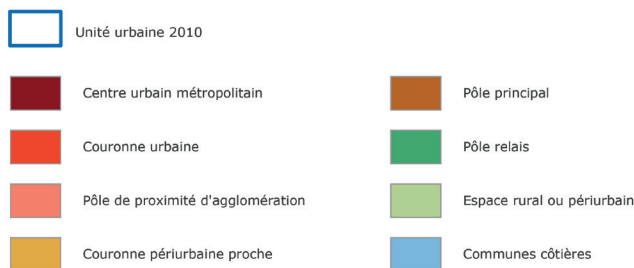 Unité urbaine 2010
Centre urbain métropolitain
Couronne urbaine
Pôle de proximité d'agglomération
Couronne périurbaine proche
Pôle principal
Pôle relais
Espace rural ou périurbain
Communes côtières